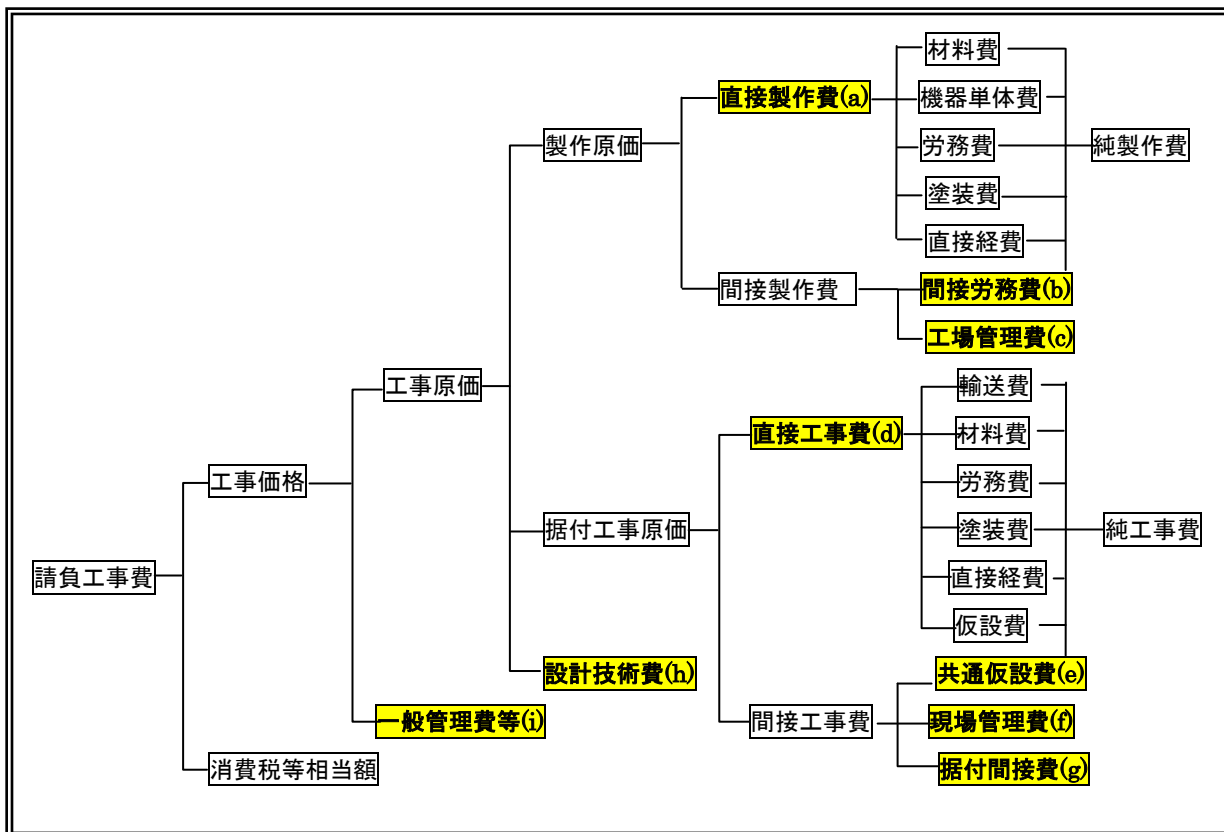 材料費
直接製作費(a)
機器単体費
製作原価
労務費
純製作費
塗装費
直接経費
間接製作費
間接労務費(b)
工場管理費(c)
工事原価
輸送費
直接工事費(d)
材料費
工事価格
労務費
据付工事原価
塗装費
純工事費
請負工事費
直接経費
仮設費
設計技術費(h)
共通仮設費(e)
一般管理費等(i)
間接工事費
現場管理費(f)
消費税等相当額
据付間接費(g)